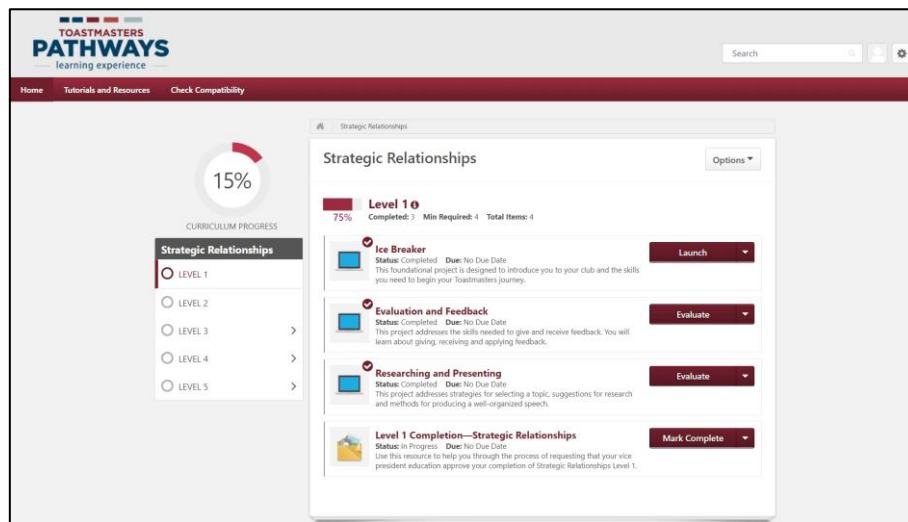 TOASTMASTERS
PATHWAYS
learning experience
Search
Home Tutorials and Resources Check Compatibility
Strategic Relationships
15%
CURRICULUM PROGRESS
Strategic Relationships
LEVEL 1
LEVEL 2
LEVEL 3
LEVEL 4
LEVEL 5
Strategic Relationships
Options
75%
Level 1
Completed: 3 Min Required: 4 Total Items: 4
Ice Breaker
Status: Completed Due: No Due Date
This foundational project is designed to introduce you to your club and the skills
you need to begin your Toastmasters journey.
Launch
Evaluation and Feedback
Status: Completed Due: No Due Date
This project addresses the skills needed to give and receive feedback. You will
learn about giving, receiving and applying feedback.
Evaluate
Researching and Presenting
Status: Completed Due: No Due Date
This project addresses strategies for selecting a topic, suggestions for research
and methods for producing a well-organized speech.
Evaluate
Level 1 Completion—Strategic Relationships
Status: In Progress Due: No Due Date
Use this resource to help you through the process of requesting that your vice
president education approve your completion of Strategic Relationships Level 1.
Mark Complete